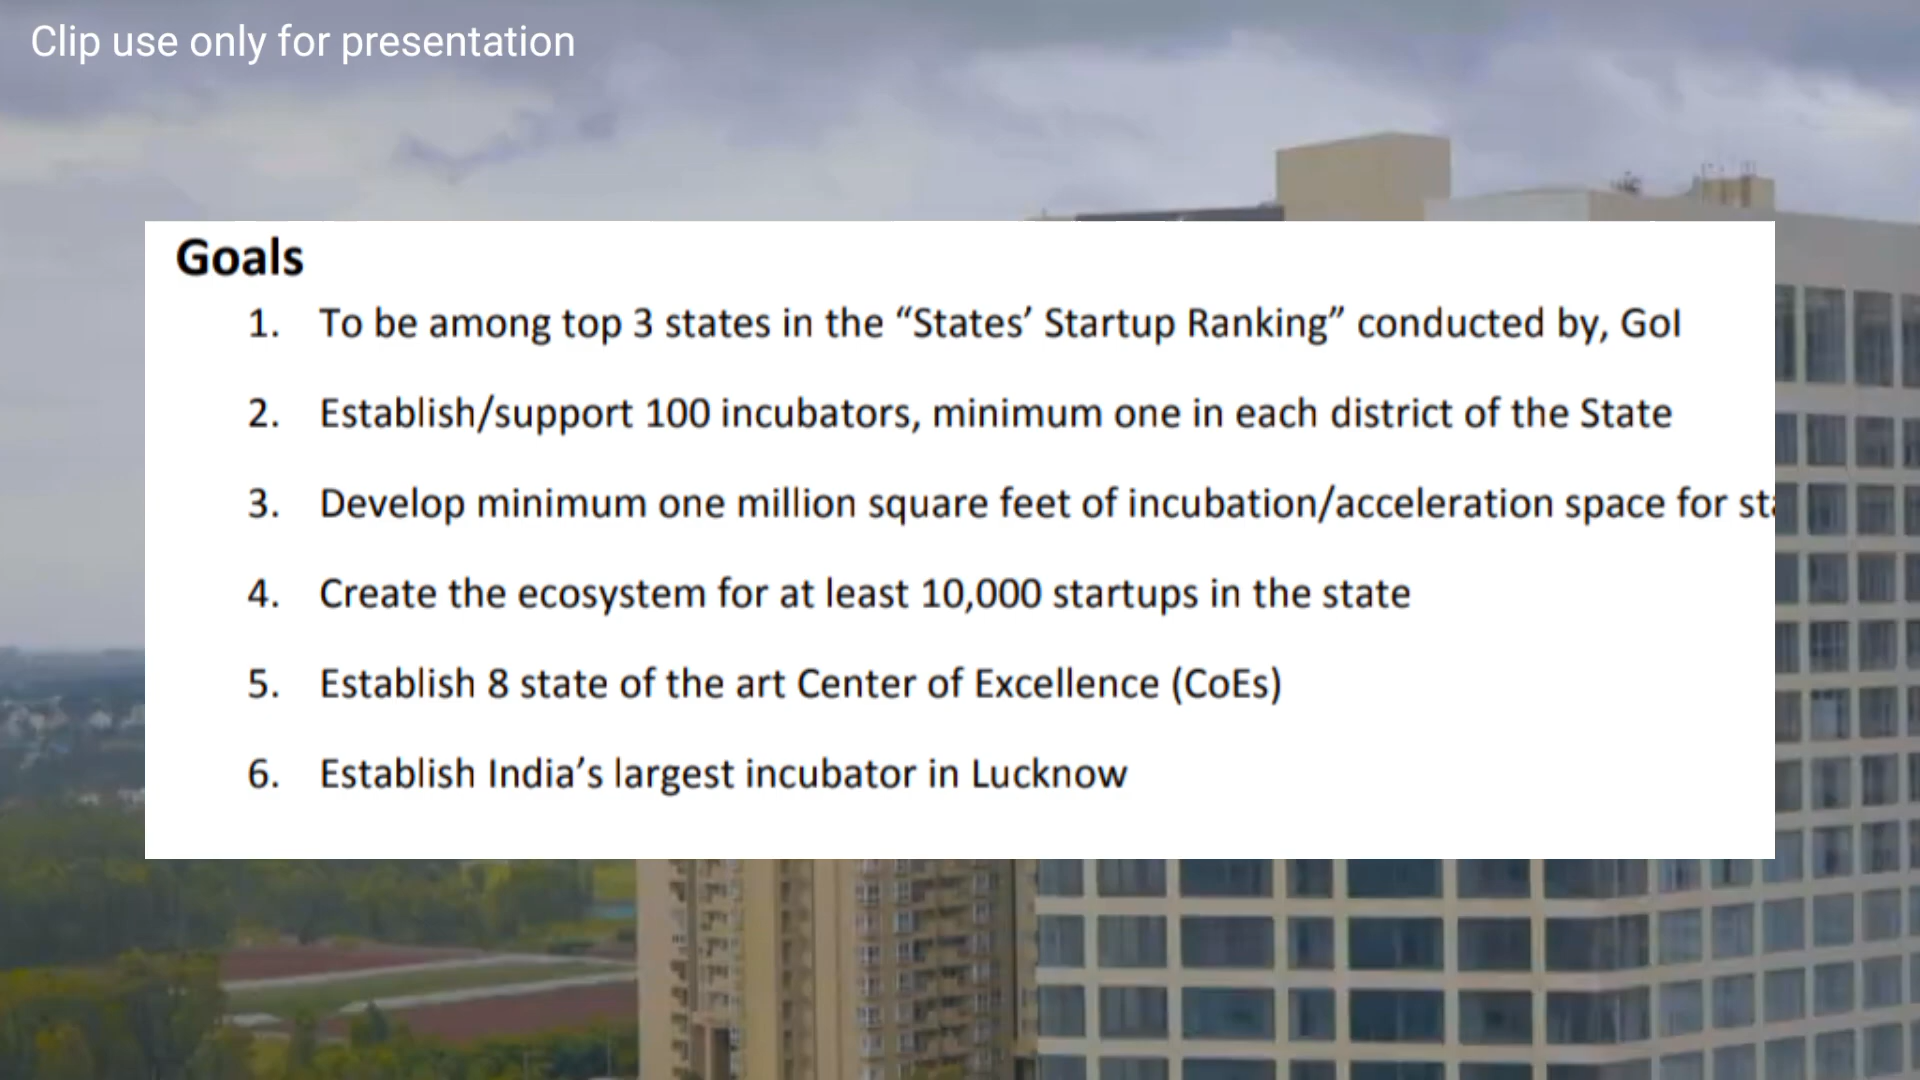 Clip use only for presentation
Goals
1. To be among top 3 states in the “States’ Startup Ranking” conducted by, GoI
2. Establish/support 100 incubators, minimum one in each district of the State
3. Develop minimum one million square feet of incubation/acceleration space for
4. Create the ecosystem for at least 10,000 startups in the state
5. Establish 8 state of the art Center of Excellence (CoEs)
6. Establish India’s largest incubator in Lucknow